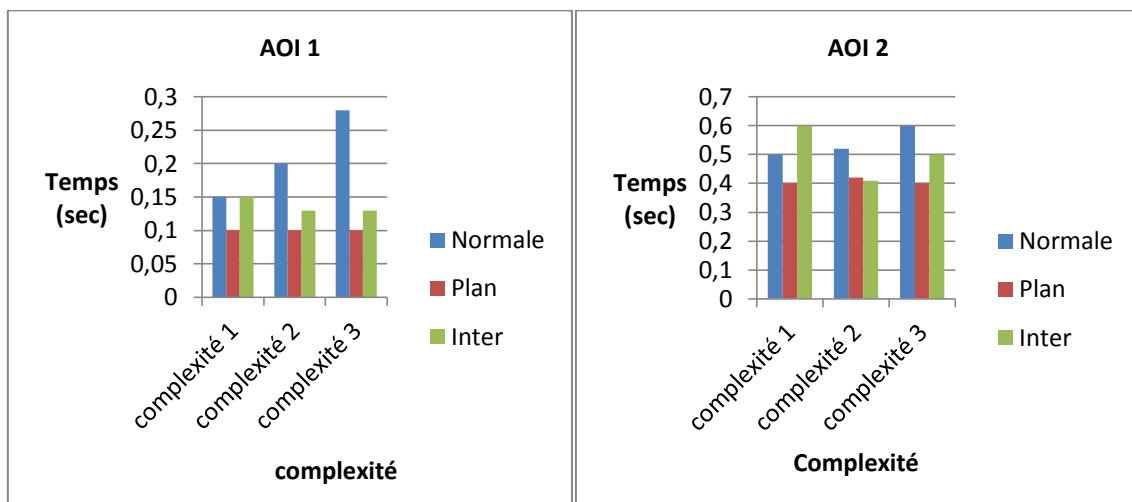 AOI 1
0,3
0,25
0,2
0,15
0,1
0,05
0
Temps
(sec)
complexité 1
complexité 2
complexité 3
complexité
Normale
Plan
Inter
AOI 2
0,7
0,6
0,5
0,4
0,3
0,2
0,1
0
Temps
(sec)
complexité 1
complexité 2
complexité 3
Complexité
Normale
Plan
Inter